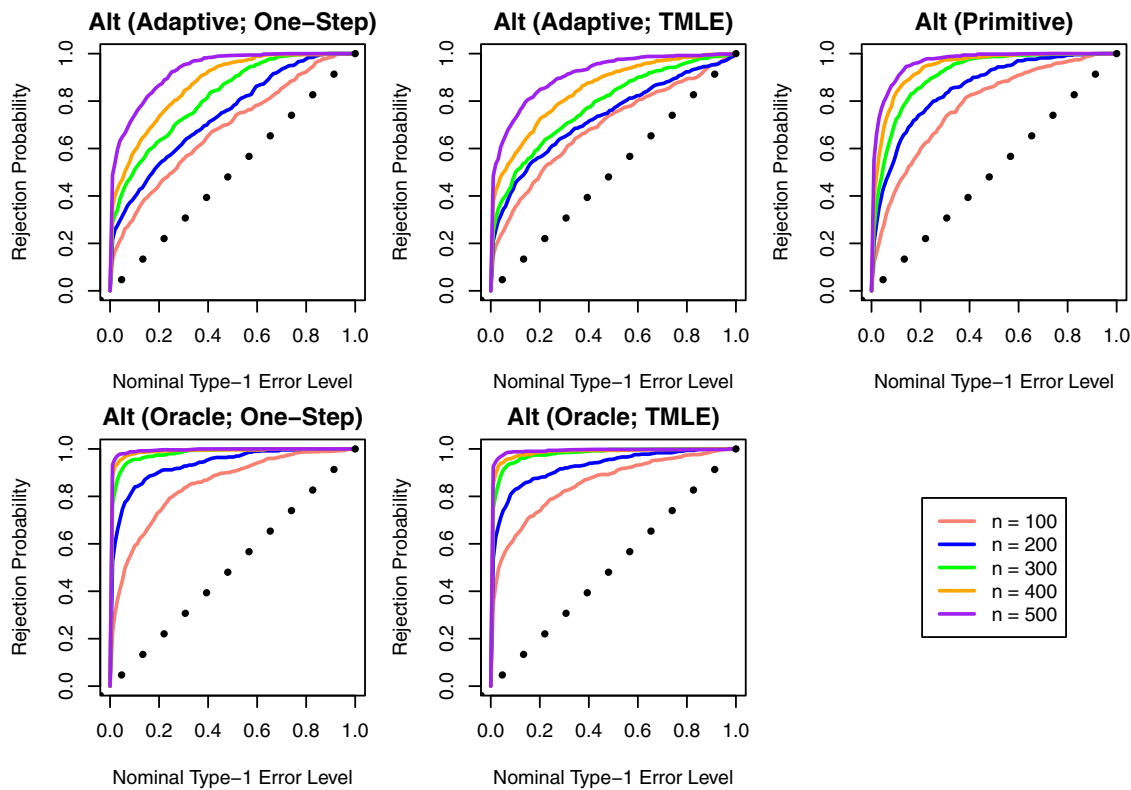 Alt (Adaptive; One−Step)
Rejection Probability
0.0 0.2 0.4 0.6 0.8 1.0
0.0 0.2 0.4 0.6 0.8 1.0
Nominal Type−1 Error Level
Alt (Adaptive; TMLE)
Rejection Probability
0.0 0.2 0.4 0.6 0.8 1.0
0.0 0.2 0.4 0.6 0.8 1.0
Nominal Type−1 Error Level
Alt (Primitive)
Rejection Probability
0.0 0.2 0.4 0.6 0.8 1.0
0.0 0.2 0.4 0.6 0.8 1.0
Nominal Type−1 Error Level
Alt (Oracle; One−Step)
Rejection Probability
0.0 0.2 0.4 0.6 0.8 1.0
0.0 0.2 0.4 0.6 0.8 1.0
Nominal Type−1 Error Level
Alt (Oracle; TMLE)
Rejection Probability
0.0 0.2 0.4 0.6 0.8 1.0
0.0 0.2 0.4 0.6 0.8 1.0
Nominal Type−1 Error Level
n = 100
n = 200
n = 300
n = 400
n = 500